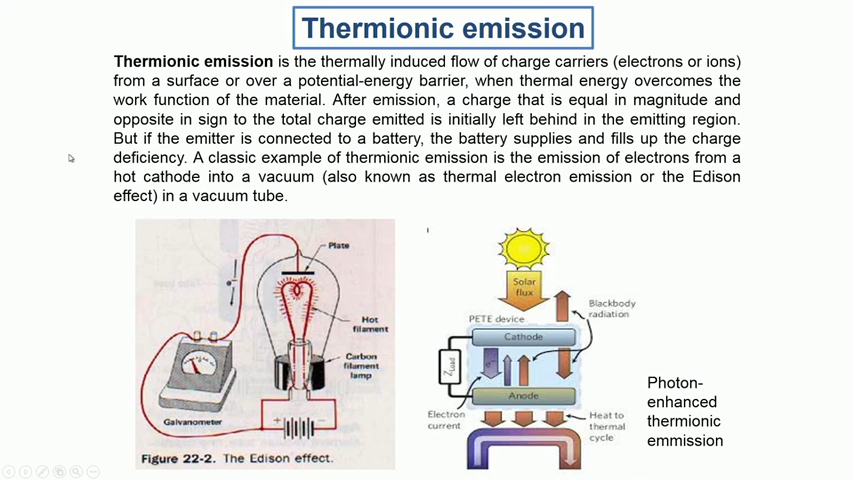 Thermionic emission
Thermionic emission is the thermally induced flow of charge carriers (electrons or ions)
from a surface or over a potential-energy barrier, when thermal energy overcomes the
work function of the material. After emission, a charge that is equal in magnitude and
opposite in sign to the total charge emitted is initially left behind in the emitting region.
But if the emitter is connected to a battery, the battery supplies and fills up the charge
deficiency. A classic example of thermionic emission is the emission of electrons from a
hot cathode into a vacuum (also known as thermal electron emission or the Edison
effect) in a vacuum tube.
Plate
e⁻
Hot
filament
Carbon
filament
lamp
Galvanometer
+ −
Figure 22-2. The Edison effect.
Solar
flux
Blackbody
radiation
PETE device
Cathode
Zload
e⁻
Anode
Electron
current
Heat to
thermal
cycle
Photon-
enhanced
thermionic
emmission